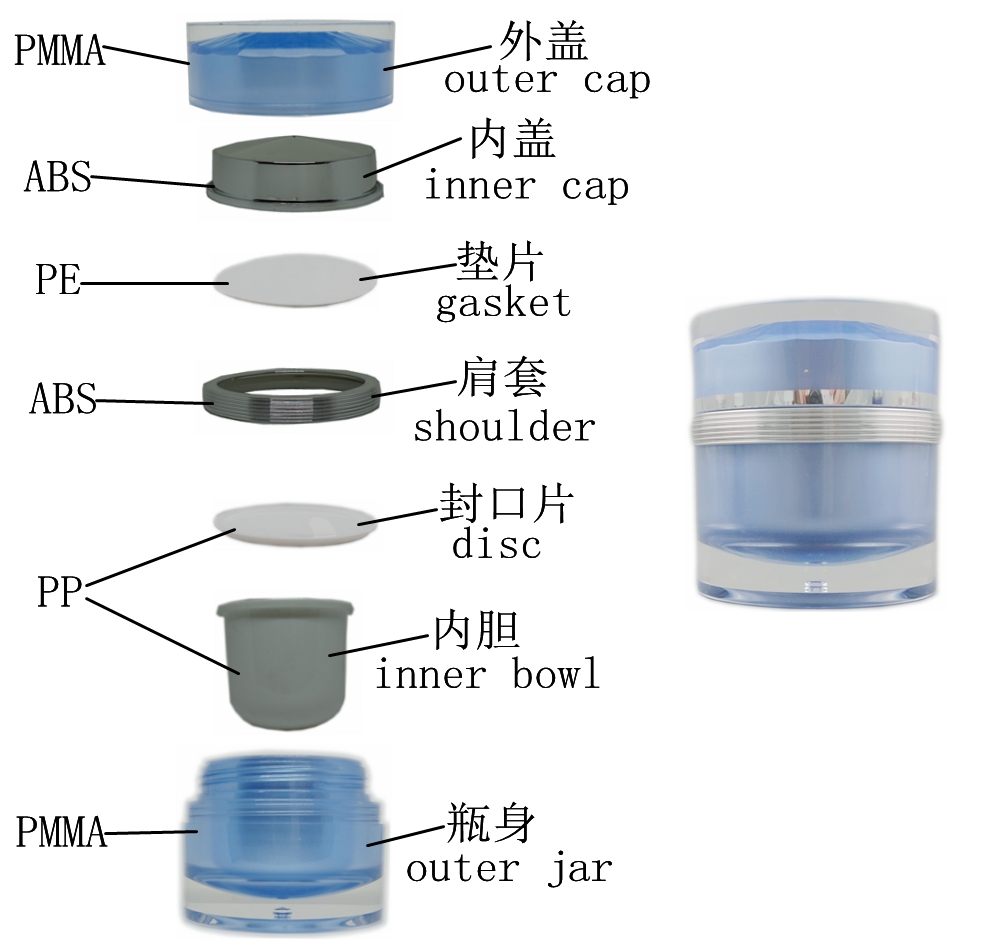 PMMA
外盖
outer cap
内盖
ABS
inner cap
垫片
PE
gasket
肩套
ABS
shoulder
封口片
disc
PP
内胆
inner bowl
瓶身
PMMA
outer jar